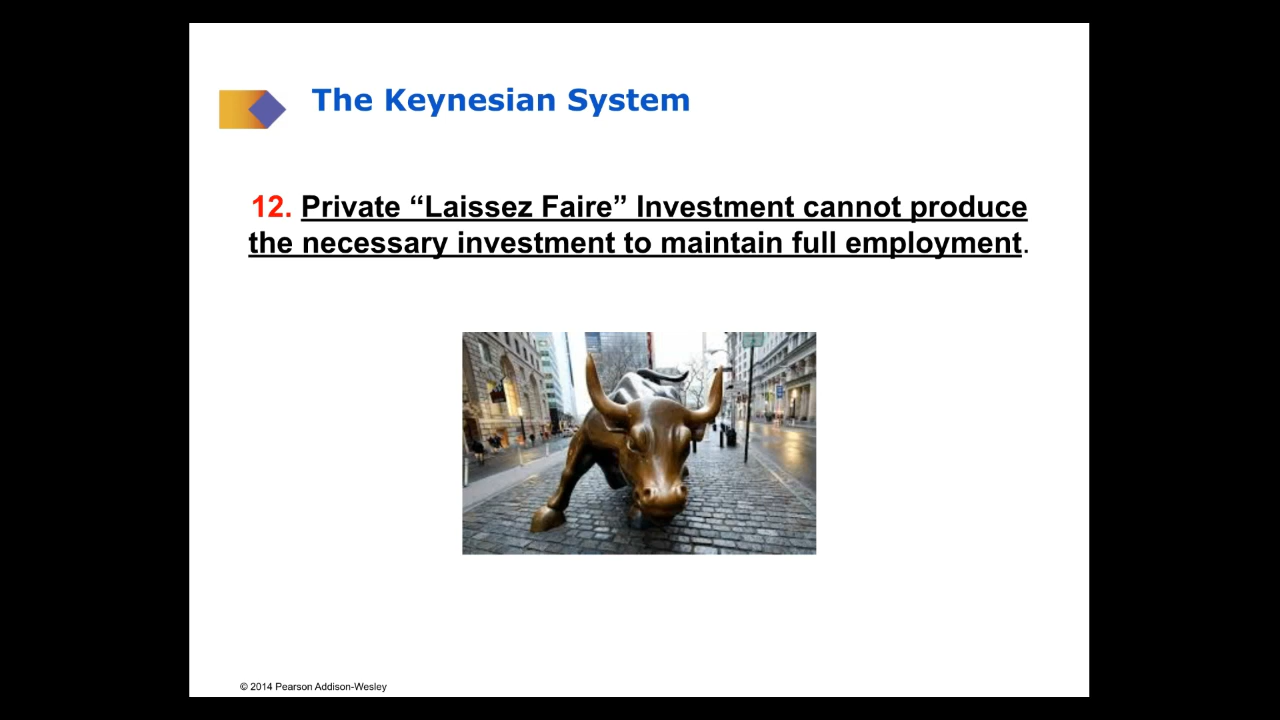 The Keynesian System
12. Private “Laissez Faire” Investment cannot produce
the necessary investment to maintain full employment.
© 2014 Pearson Addison-Wesley